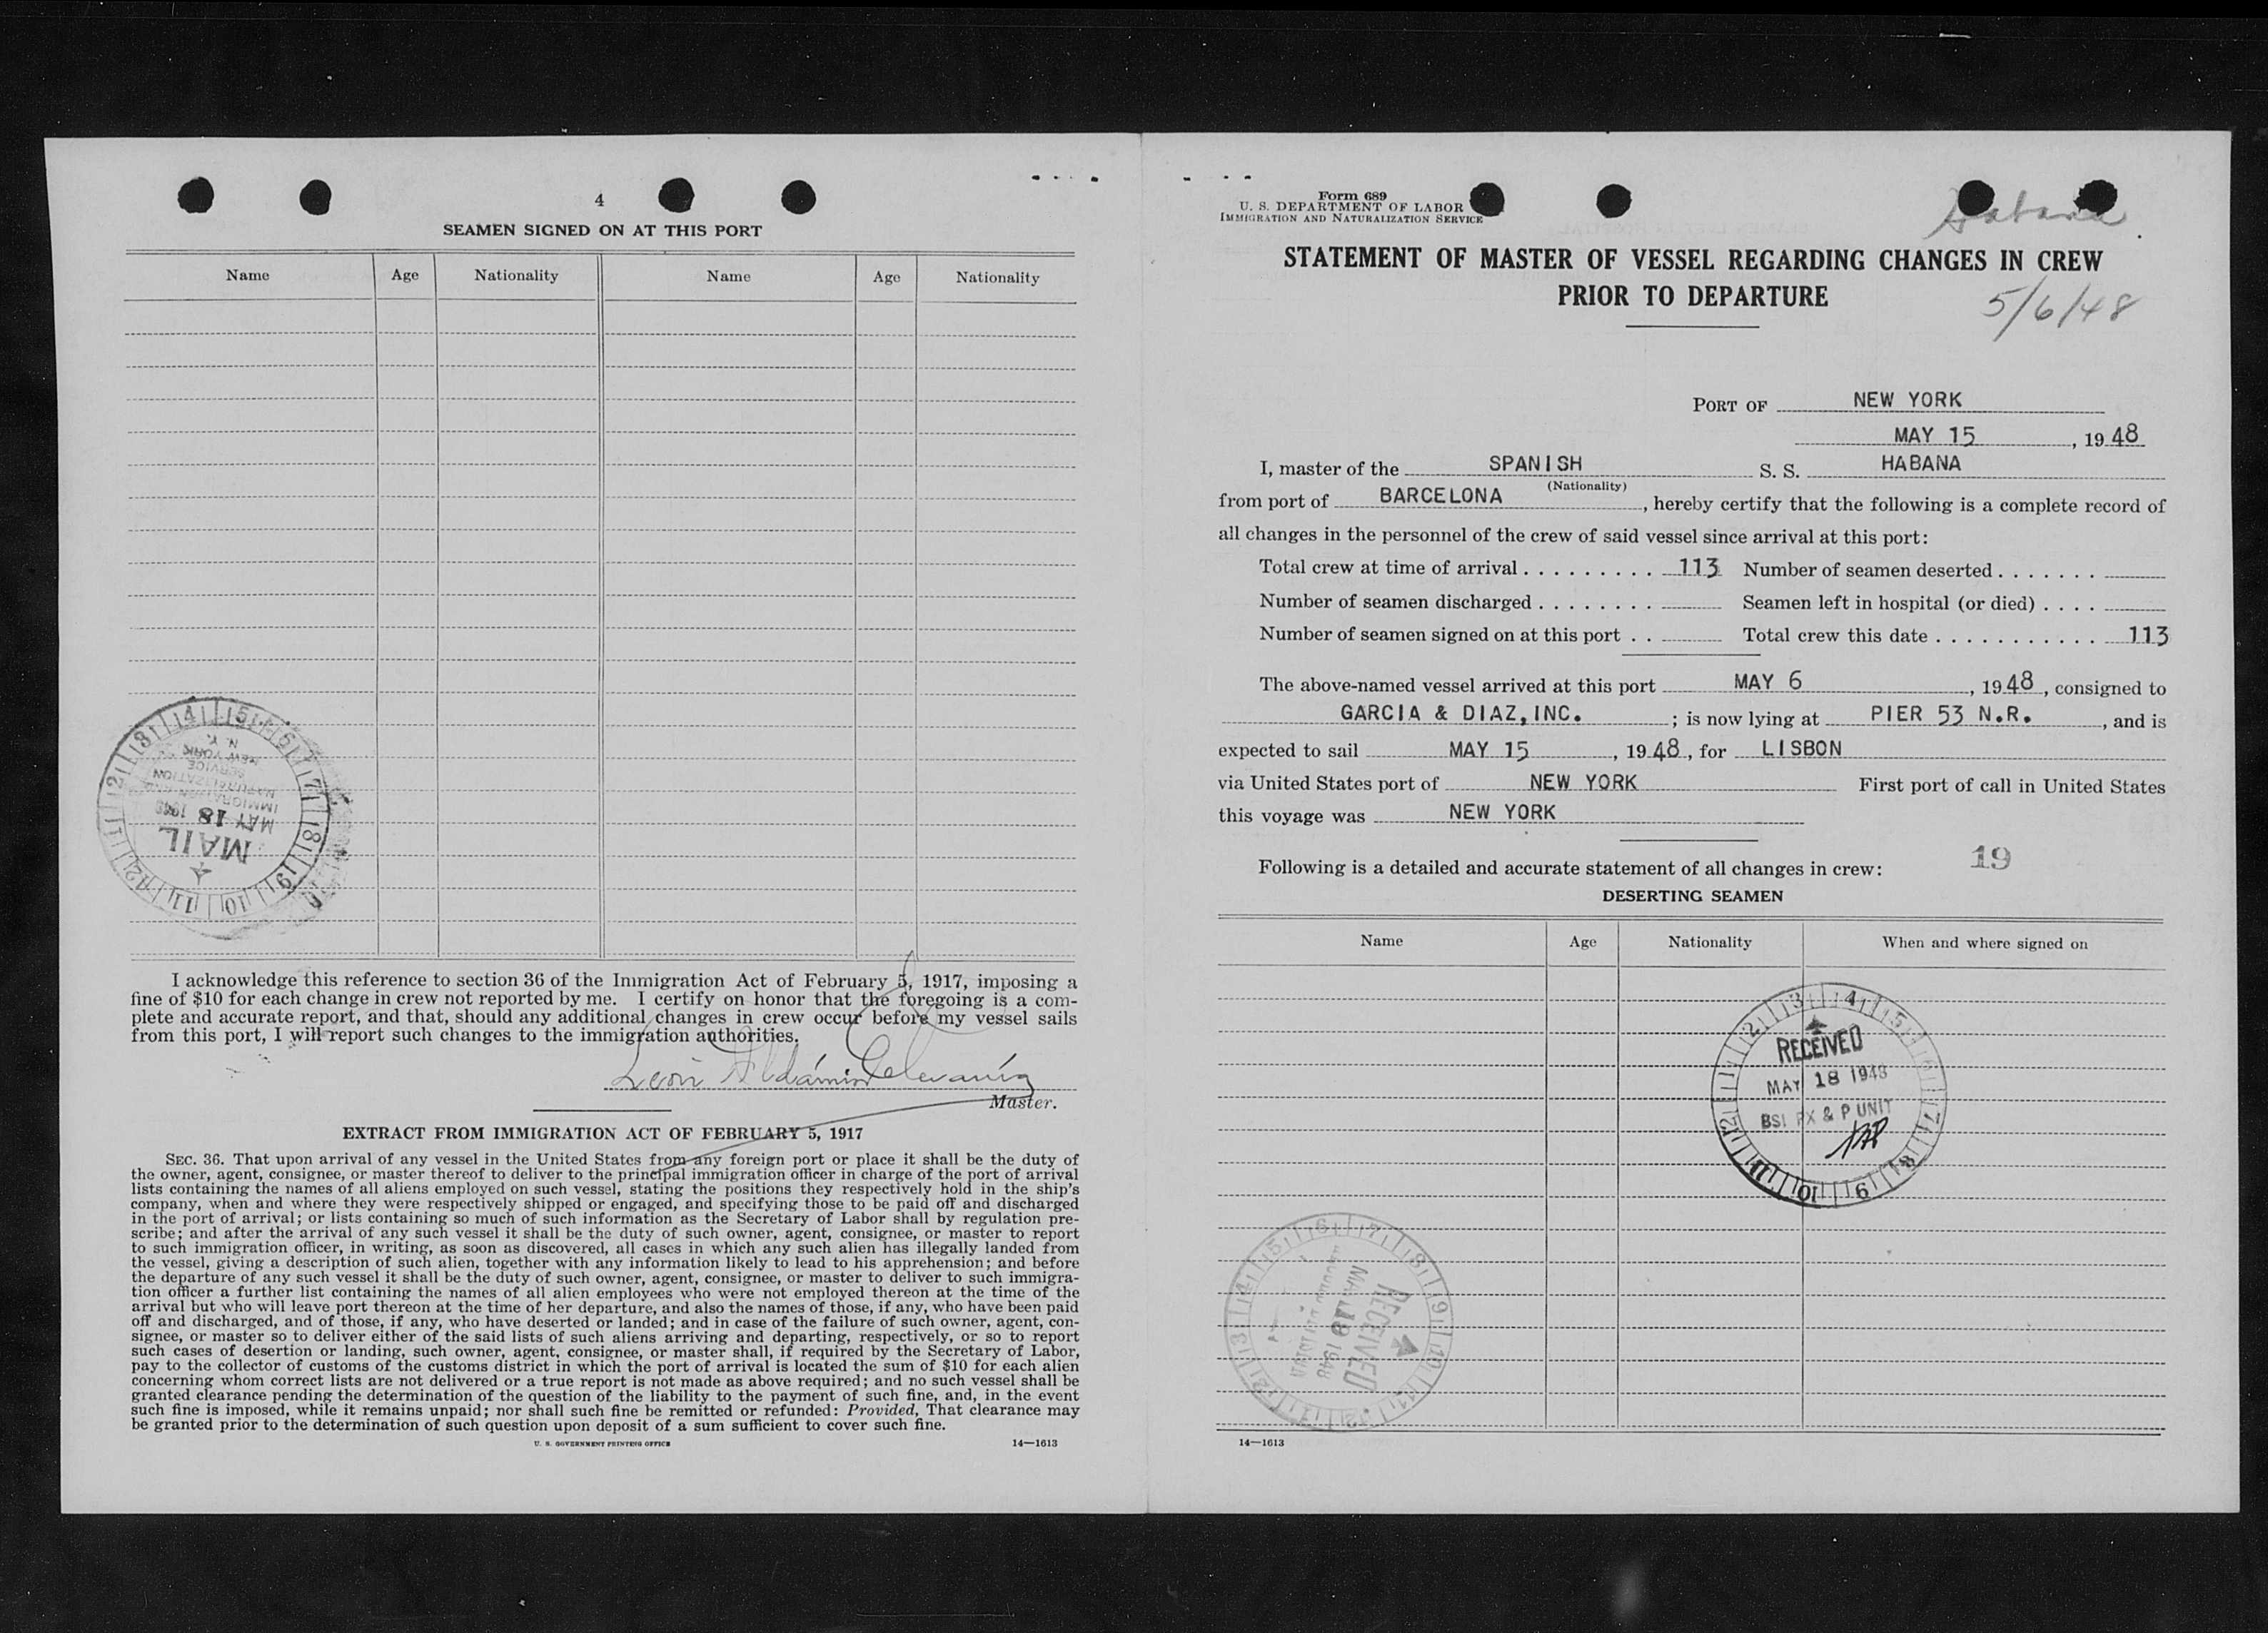 4
SEAMEN SIGNED ON AT THIS PORT
Name Age Nationality Name Age Nationality
MAIL
MAY 18 1948
IMMIGRATION AND
NATURALIZATION
SERVICE
NEW YORK
N. Y.
I acknowledge this reference to section 36 of the Immigration Act of February 5, 1917, imposing a
fine of $10 for each change in crew not reported by me. I certify on honor that the foregoing is a com-
plete and accurate report, and that, should any additional changes in crew occur before my vessel sails
from this port, I will report such changes to the immigration authorities.
Master.
EXTRACT FROM IMMIGRATION ACT OF FEBRUARY 5, 1917
SEC. 36. That upon arrival of any vessel in the United States from any foreign port or place it shall be the duty of
the owner, agent, consignee, or master thereof to deliver to the principal immigration officer in charge of the port of arrival
lists containing the names of all aliens employed on such vessel, stating the positions they respectively hold in the ship's
company, when and where they were respectively shipped or engaged, and specifying those to be paid off and discharged
in the port of arrival; or lists containing so much of such information as the Secretary of Labor shall by regulation pre-
scribe; and after the arrival of any such vessel it shall be the duty of such owner, agent, consignee, or master to report
to such immigration officer, in writing, as soon as discovered, all cases in which any such alien has illegally landed from
the vessel, giving a description of such alien, together with any information likely to lead to his apprehension; and before
the departure of any such vessel it shall be the duty of such owner, agent, consignee, or master to deliver to such immigra-
tion officer a further list containing the names of all alien employees who were not employed thereon at the time of the
arrival but who will leave port thereon at the time of her departure, and also the names of those, if any, who have been paid
off and discharged, and of those, if any, who have deserted or landed; and in case of the failure of such owner, agent, con-
signee, or master so to deliver either of the said lists of such aliens arriving and departing, respectively, or so to report
such cases of desertion or landing, such owner, agent, consignee, or master shall, if required by the Secretary of Labor,
pay to the collector of customs of the customs district in which the port of arrival is located the sum of $10 for each alien
concerning whom correct lists are not delivered or a true report is not made as above required; and no such vessel shall be
granted clearance pending the determination of the question of the liability to the payment of such fine, and, in the event
such fine is imposed, while it remains unpaid; nor shall such fine be remitted or refunded: Provided, That clearance may
be granted prior to the determination of such question upon deposit of a sum sufficient to cover such fine.
U. S. GOVERNMENT PRINTING OFFICE 14—1613
Form 689
U. S. DEPARTMENT OF LABOR
IMMIGRATION AND NATURALIZATION SERVICE
Habana
STATEMENT OF MASTER OF VESSEL REGARDING CHANGES IN CREW
PRIOR TO DEPARTURE
5/6/48
PORT OF NEW YORK
MAY 15, 1948
I, master of the SPANISH S. S. HABANA
(Nationality)
from port of BARCELONA, hereby certify that the following is a complete record of
all changes in the personnel of the crew of said vessel since arrival at this port:
Total crew at time of arrival . . . . . . . . . 113 Number of seamen deserted . . . . . . .
Number of seamen discharged . . . . . . . . Seamen left in hospital (or died) . . . .
Number of seamen signed on at this port . . Total crew this date . . . . . . . . . . . 113
The above-named vessel arrived at this port MAY 6, 1948, consigned to
GARCIA & DIAZ, INC.; is now lying at PIER 53 N.R., and is
expected to sail MAY 15, 1948, for LISBON
via United States port of NEW YORK First port of call in United States
this voyage was NEW YORK
19
Following is a detailed and accurate statement of all changes in crew:
DESERTING SEAMEN
Name Age Nationality When and where signed on
RECEIVED
MAY 18 1948
BSI PX & P UNIT
RECEIVED
MAY 19 1948
14—1613